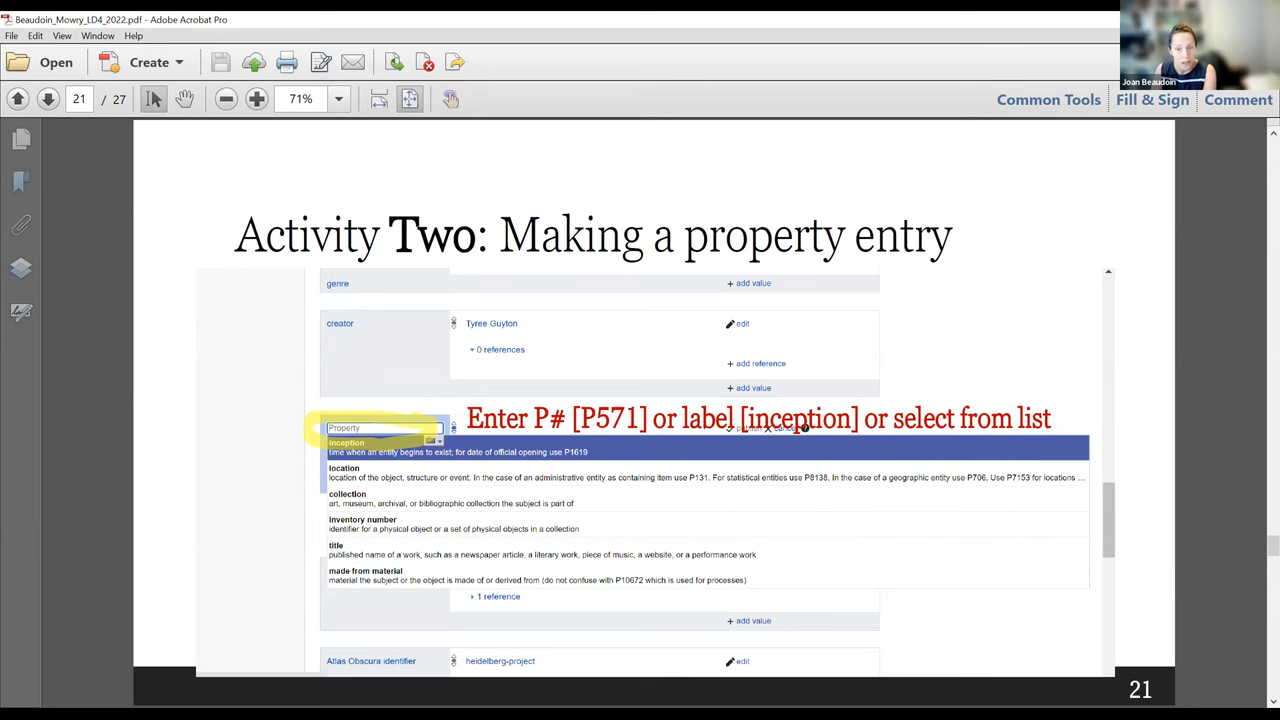 Beaudoin_Mowry_LD4_2022.pdf - Adobe Acrobat Pro
File Edit View Window Help
Open Create
21 / 27 71% Common Tools Fill & Sign Comment
Joan Beaudoin
Activity Two: Making a property entry
genre + add value
creator Tyree Guyton edit
0 references
+ add reference
+ add value
Enter P# [P571] or label [inception] or select from list
Property
inception
time when an entity begins to exist; for date of official opening use P1619
location
location of the object, structure or event. In the case of an administrative entity as containing item use P131. For statistical entities use P8138. In the case of a geographic entity use P706. Use P7153 for locations ...
collection
art, museum, archival, or bibliographic collection the subject is part of
inventory number
identifier for a physical object or a set of physical objects in a collection
title
published name of a work, such as a newspaper article, a literary work, piece of music, a website, or a performance work
made from material
material the subject or the object is made of or derived from (do not confuse with P10672 which is used for processes)
1 reference
+ add value
Atlas Obscura identifier heidelberg-project edit
21